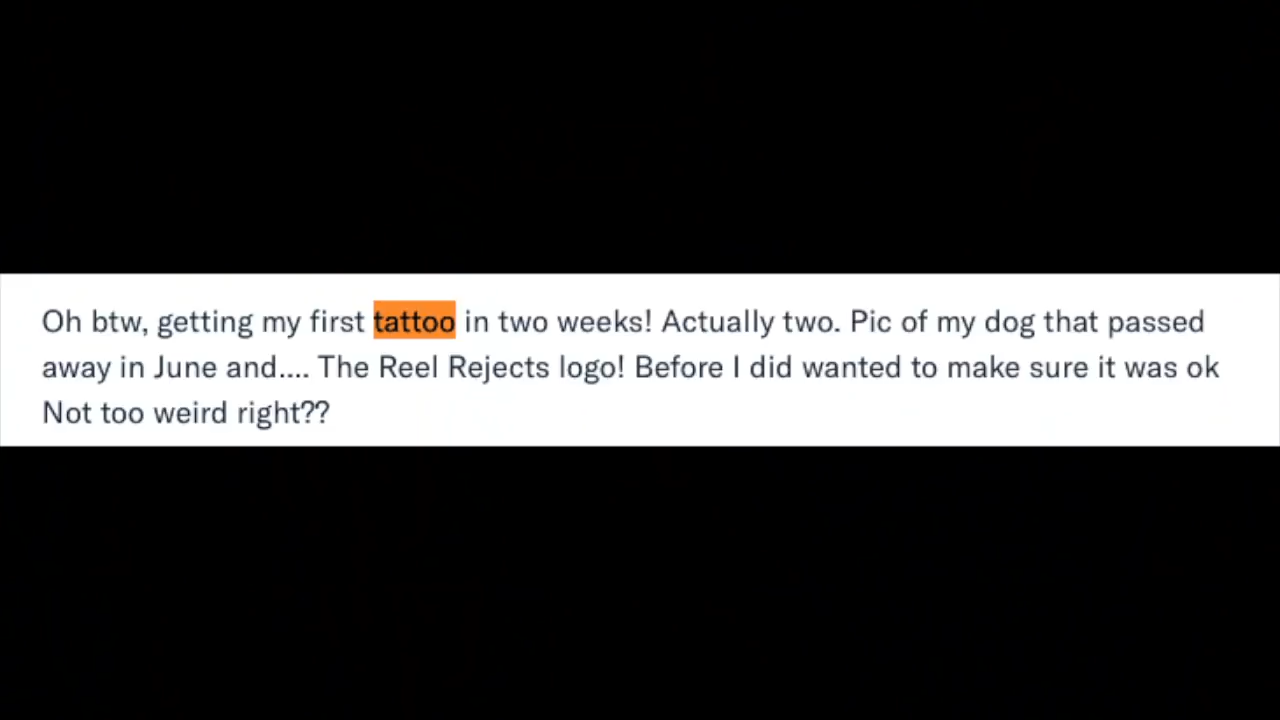 Oh btw, getting my first tattoo in two weeks! Actually two. Pic of my dog that passed
away in June and.... The Reel Rejects logo! Before I did wanted to make sure it was ok
Not too weird right??